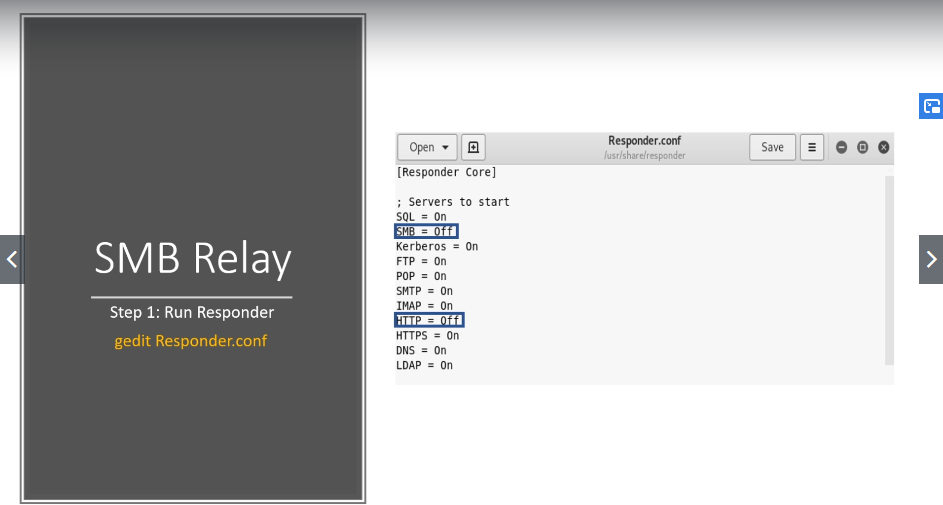 SMB Relay
Step 1: Run Responder
gedit Responder.conf
Open
Responder.conf
/usr/share/responder
Save
[Responder Core]
; Servers to start
SQL = On
SMB = Off
Kerberos = On
FTP = On
POP = On
SMTP = On
IMAP = On
HTTP = Off
HTTPS = On
DNS = On
LDAP = On